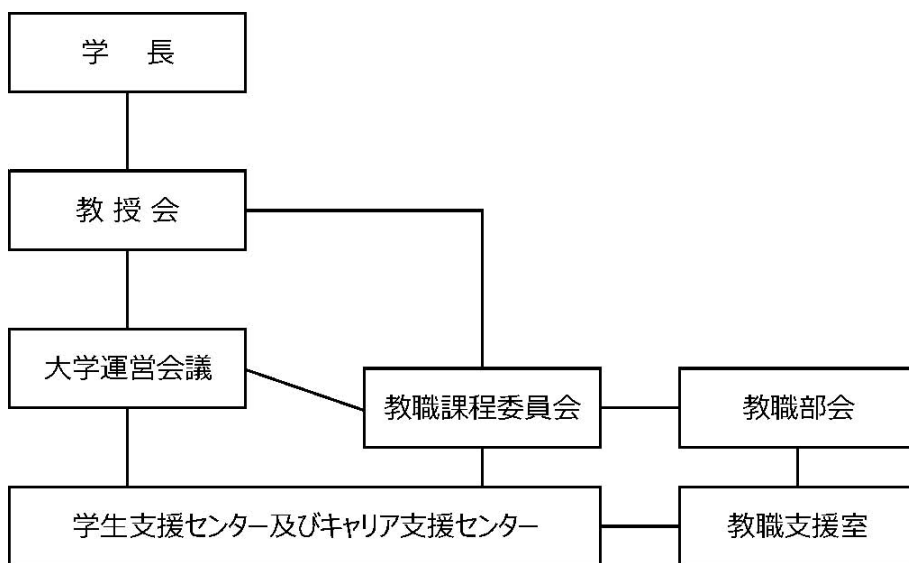 学　長
教 授 会
大学運営会議
教職課程委員会
教職部会
学生支援センター及びキャリア支援センター
教職支援室